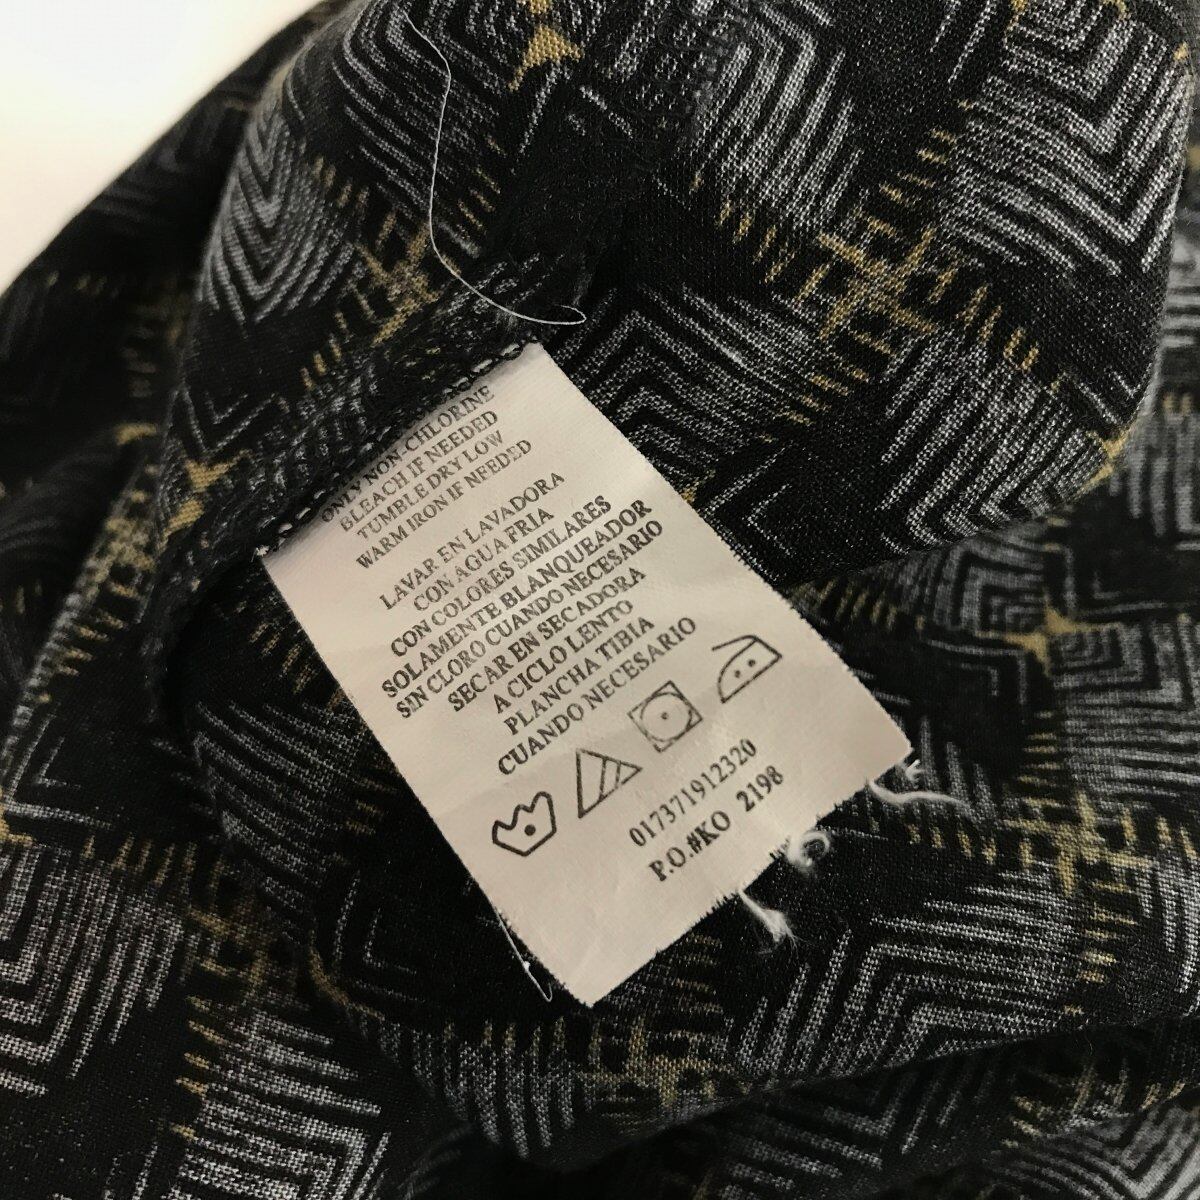 ONLY NON-CHLORINE
BLEACH IF NEEDED
TUMBLE DRY LOW
WARM IRON IF NEEDED
LAVAR EN LAVADORA
CON AGUA FRIA
CON COLORES SIMILARES
SOLAMENTE BLANQUEADOR
SIN CLORO CUANDO NECESARIO
SECAR EN SECADORA
A CICLO LENTO
PLANCHA TIBIA
CUANDO NECESARIO
017371912320
P.O.#KO 2198